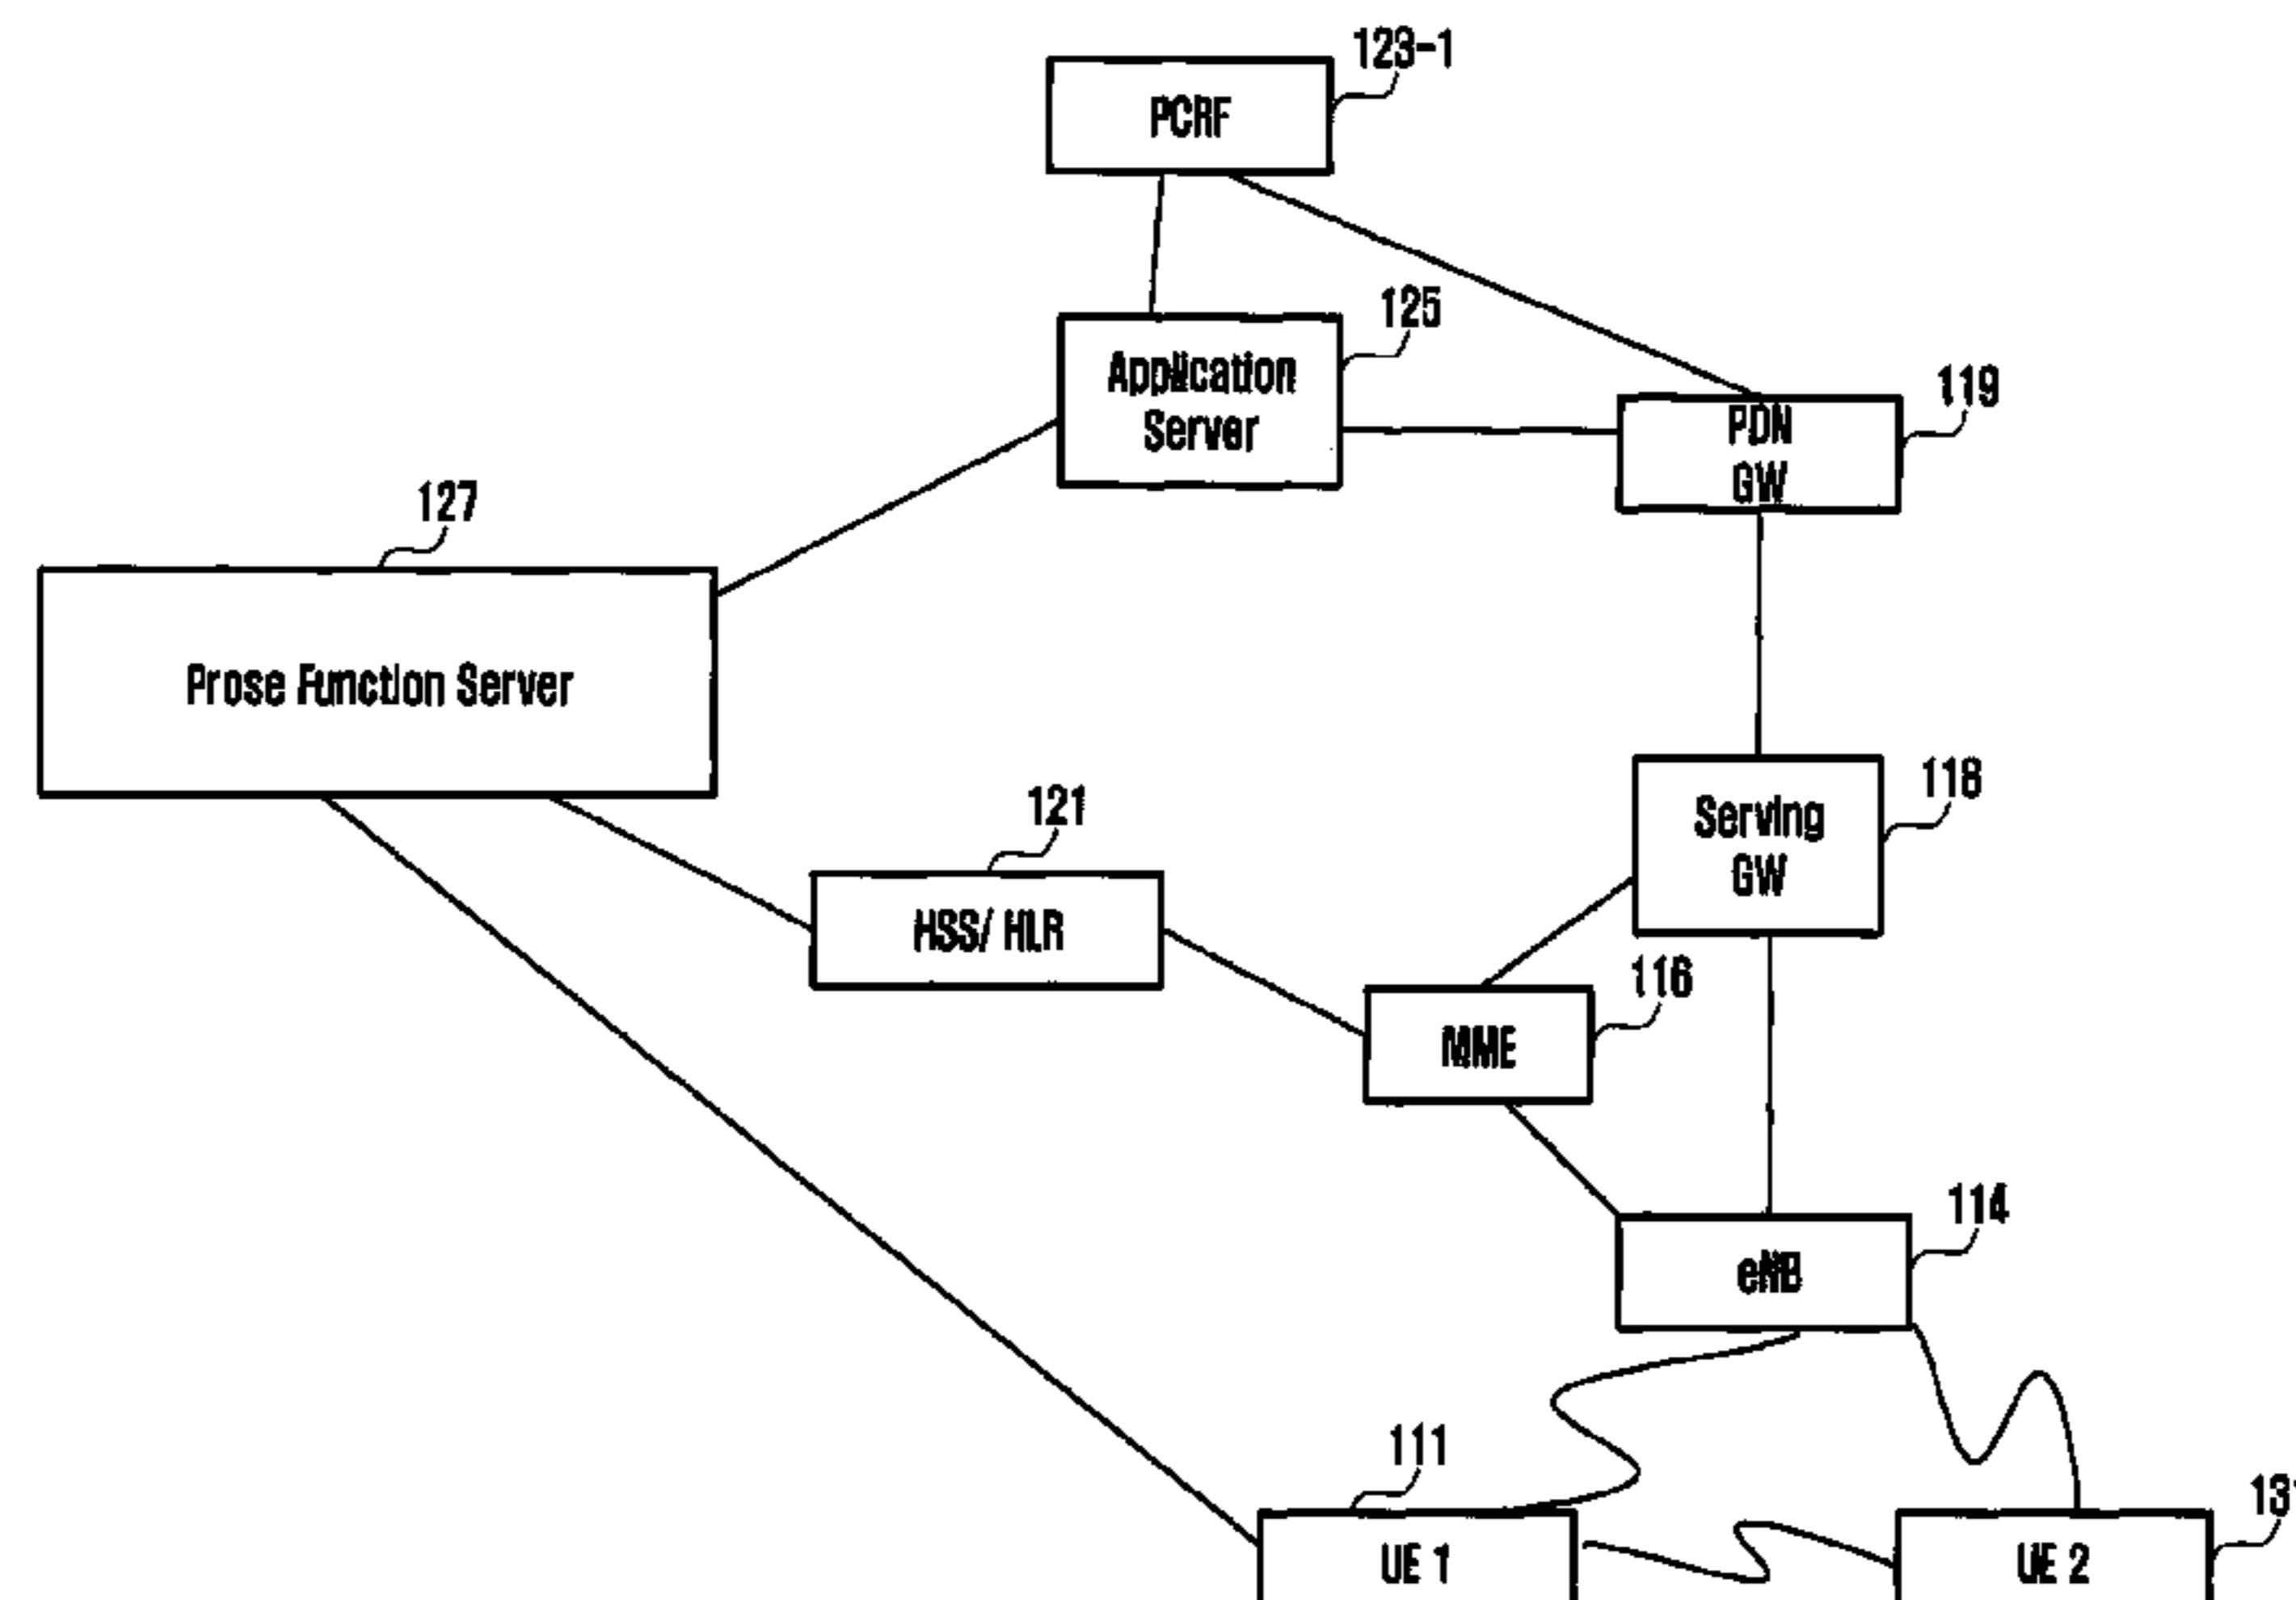 123-1
PCRF
125
Application
Server
119
PDN
GW
127
Prose Function Server
118
Serving
GW
121
HSS/ HLR
116
MME
114
eNB
111
UE 1
UE 2